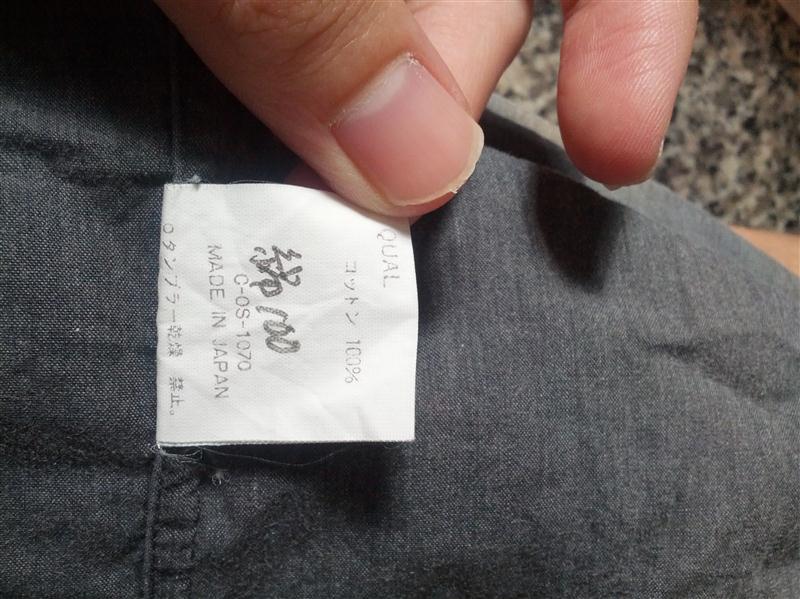 QUAL
コットン 100%
綿100
C-OS-1070
MADE IN JAPAN
○タンブラー乾燥 禁止。